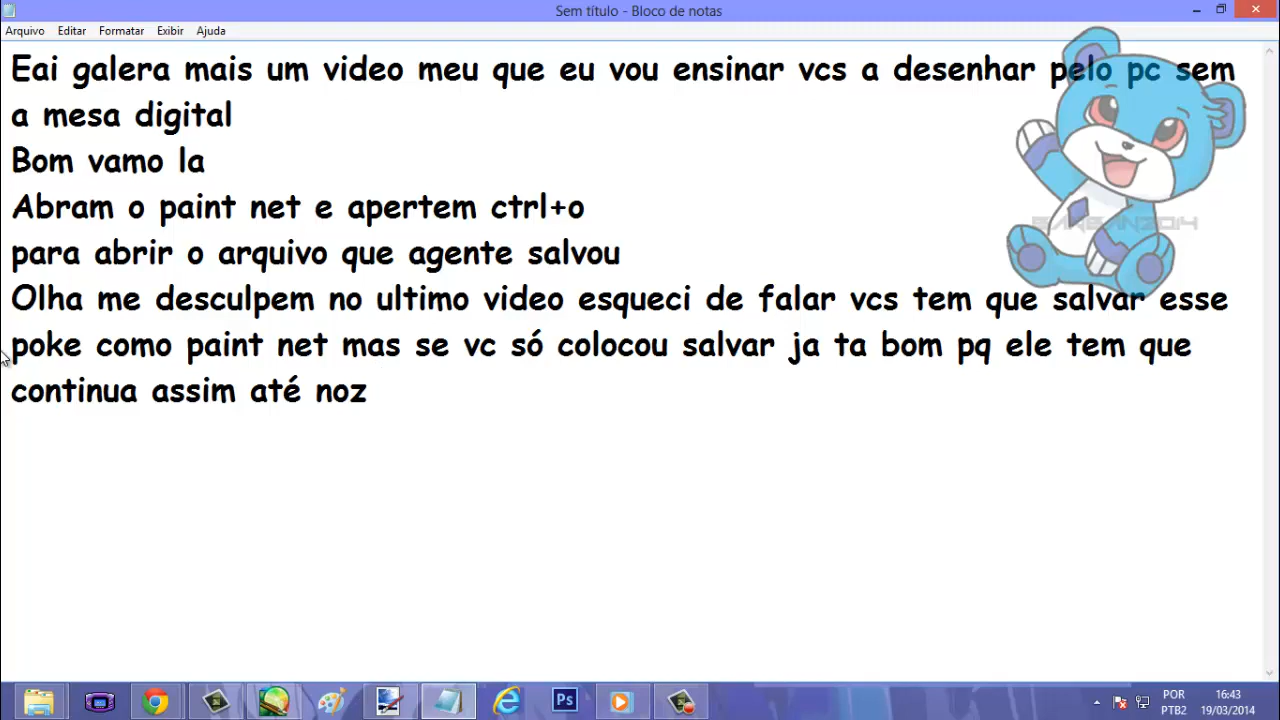 Sem título - Bloco de notas
Arquivo Editar Formatar Exibir Ajuda
Eai galera mais um video meu que eu vou ensinar vcs a desenhar pelo pc sem
a mesa digital
Bom vamo la
Abram o paint net e apertem ctrl+o
para abrir o arquivo que agente salvou
Olha me desculpem no ultimo video esqueci de falar vcs tem que salvar esse
poke como paint net mas se vc só colocou salvar ja ta bom pq ele tem que
continua assim até noz
Ps
POR
PTB2
16:43
19/03/2014